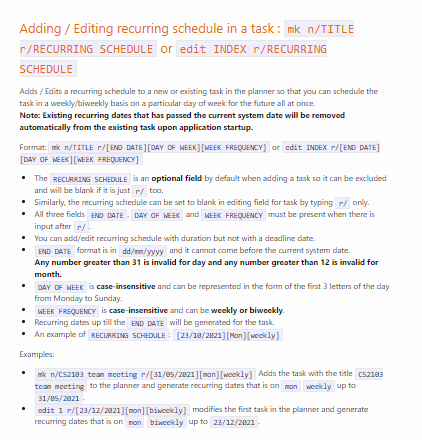 Adding / Editing recurring schedule in a task : mk n/TITLE
r/RECURRING SCHEDULE or edit INDEX r/RECURRING
SCHEDULE
Adds / Edits a recurring schedule to a new or existing task in the planner so that you can schedule the
task in a weekly/biweekly basis on a particular day of week for the future all at once.
Note: Existing recurring dates that has passed the current system date will be removed
automatically from the existing task upon application startup.
Format: mk n/TITLE r/[END DATE][DAY OF WEEK][WEEK FREQUENCY] or edit INDEX r/[END DATE]
[DAY OF WEEK][WEEK FREQUENCY]
• The RECURRING SCHEDULE is an optional field by default when adding a task so it can be excluded
and will be blank if it is just r/ too.
• Similarly, the recurring schedule can be set to blank in editing field for task by typing r/ only.
• All three fields END DATE, DAY OF WEEK and WEEK FREQUENCY must be present when there is
input after r/.
• You can add/edit recurring schedule with duration but not with a deadline date.
• END DATE format is in dd/mm/yyyy and it cannot come before the current system date.
Any number greater than 31 is invalid for day and any number greater than 12 is invalid for
month.
• DAY OF WEEK is case-insensitive and can be represented in the form of the first 3 letters of the day
from Monday to Sunday.
• WEEK FREQUENCY is case-insensitive and can be weekly or biweekly.
• Recurring dates up till the END DATE will be generated for the task.
• An example of RECURRING SCHEDULE: [23/10/2021][Mon][weekly]
Examples:
• mk n/CS2103 team meeting r/[31/05/2021][mon][weekly] Adds the task with the title CS2103
team meeting to the planner and generate recurring dates that is on mon weekly up to
31/05/2021.
• edit 1 r/[23/12/2021][mon][biweekly] modifies the first task in the planner and generate
recurring dates that is on mon biweekly up to 23/12/2021.